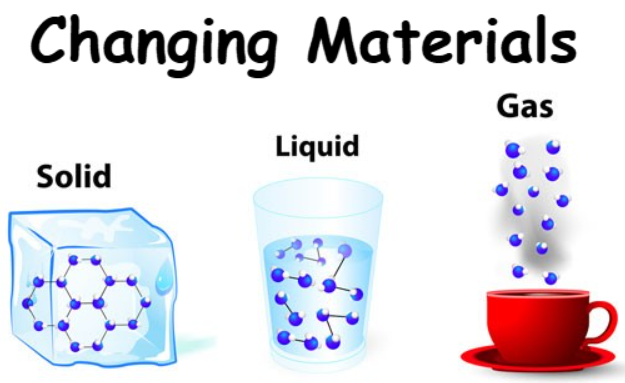 Changing Materials
Solid
Liquid
Gas